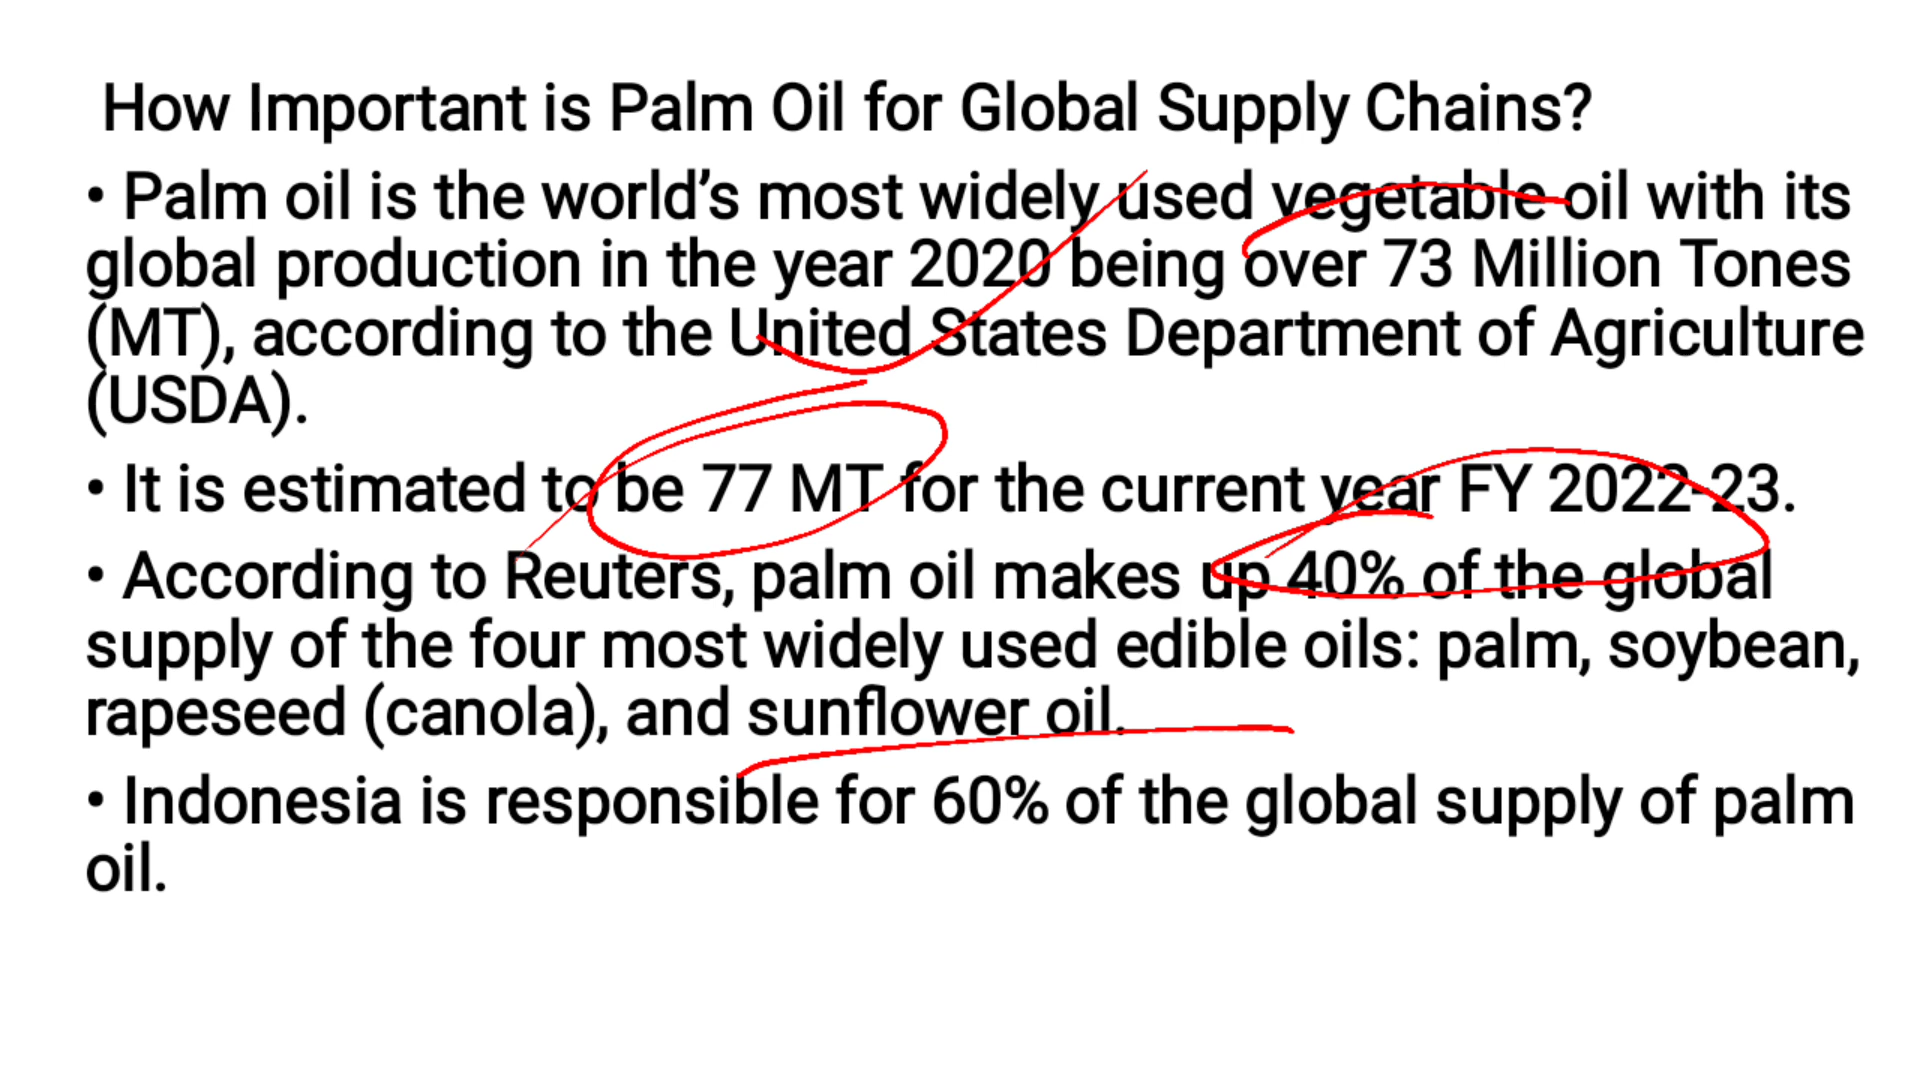 How Important is Palm Oil for Global Supply Chains?
• Palm oil is the world’s most widely used vegetable oil with its
global production in the year 2020 being over 73 Million Tones
(MT), according to the United States Department of Agriculture
(USDA).
• It is estimated to be 77 MT for the current year FY 2022-23.
• According to Reuters, palm oil makes up 40% of the global
supply of the four most widely used edible oils: palm, soybean,
rapeseed (canola), and sunflower oil.
• Indonesia is responsible for 60% of the global supply of palm
oil.